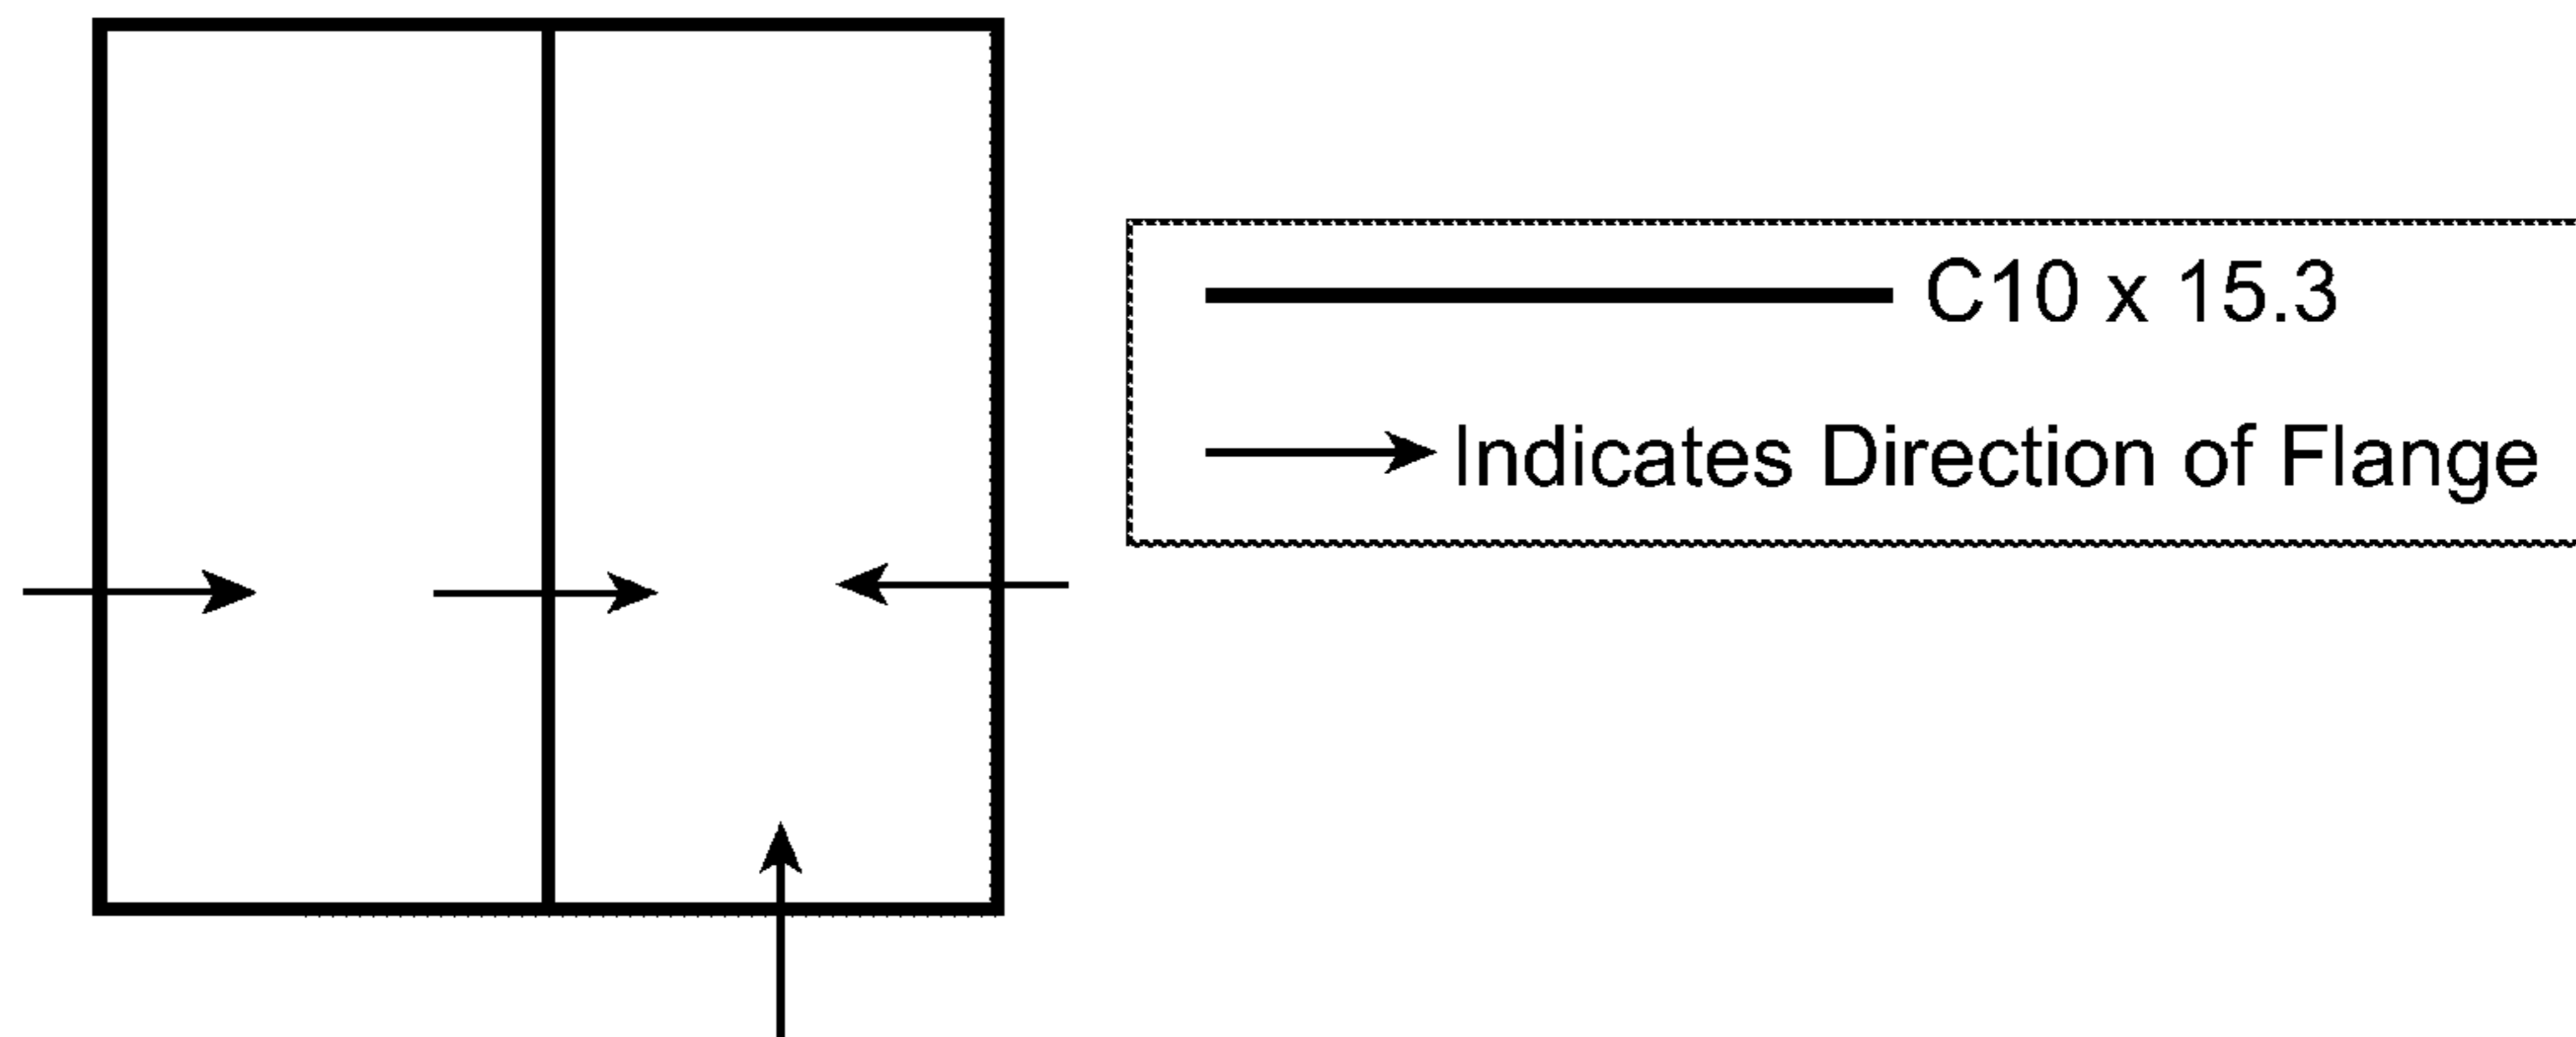 C10 x 15.3
Indicates Direction of Flange